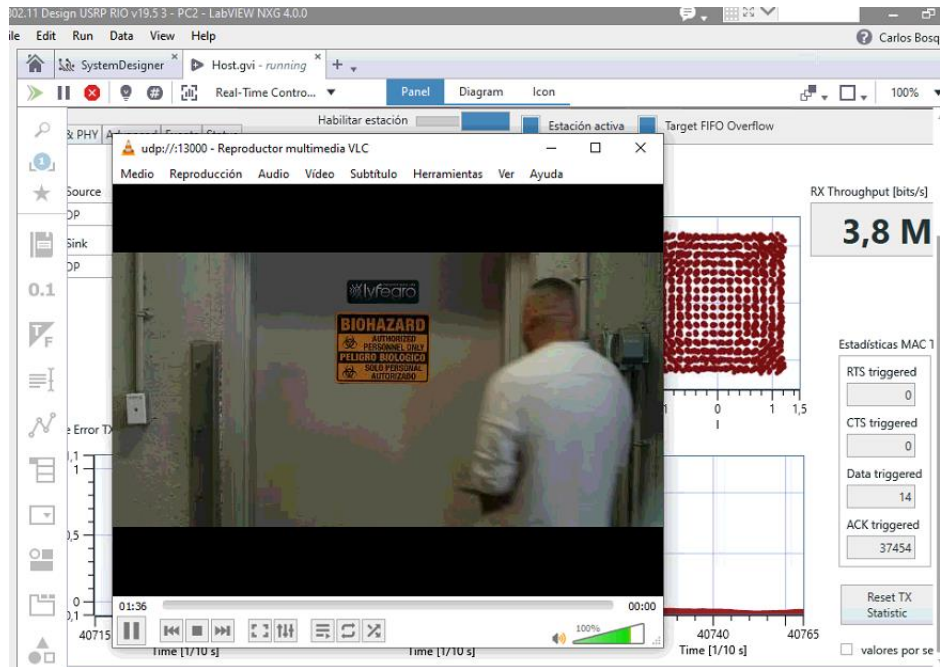 802.11 Design USRP RIO v19.5 3 - PC2 - LabVIEW NXG 4.0.0
Edit Run Data View Help
Carlos Bosq
SystemDesigner
Host.gvi - running
Real-Time Contro...
Panel Diagram Icon
100%
Habilitar estación
Estación activa
Target FIFO Overflow
& PHY
udp://:13000 - Reproductor multimedia VLC
Medio Reproducción Audio Vídeo Subtítulo Herramientas Ver Ayuda
Source
DP
Sink
DP
0.1
RX Throughput [bits/s]
3,8 M
lyfegro
BIOHAZARD
AUTHORIZED
PERSONNEL ONLY
PELIGRO BIOLOGICO
SOLO PERSONAL
AUTORIZADO
0 1 1,5
I
Estadísticas MAC T
RTS triggered
0
CTS triggered
0
Data triggered
14
ACK triggered
37454
Reset TX
Statistic
valores por se
e Error TX
1
0,5
0
01:36
00:00
100%
40715
40740
40765
Time [1/10 s]
Time [1/10 s]
Time [1/10 s]